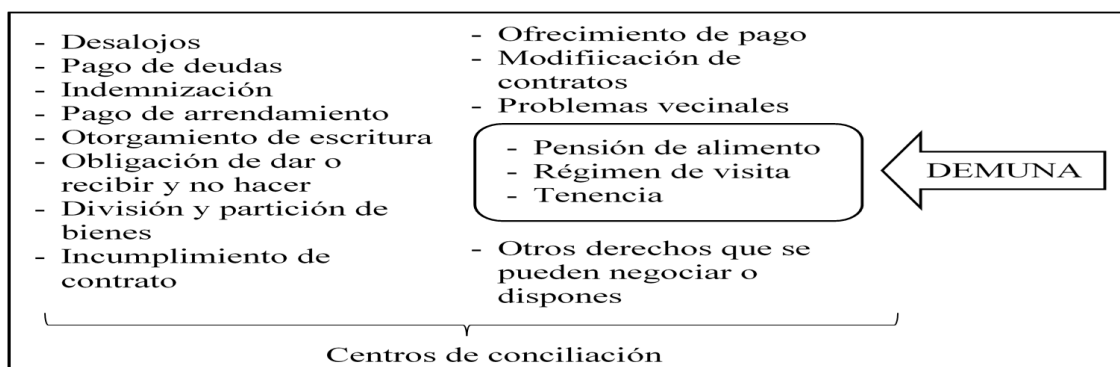 - Desalojos
- Pago de deudas
- Indemnización
- Pago de arrendamiento
- Otorgamiento de escritura
- Obligación de dar o
recibir y no hacer
- División y partición de
bienes
- Incumplimiento de
contrato
- Ofrecimiento de pago
- Modifiicación de
contratos
- Problemas vecinales
- Pensión de alimento
- Régimen de visita
- Tenencia
- Otros derechos que se
pueden negociar o
dispones
DEMUNA
Centros de conciliación